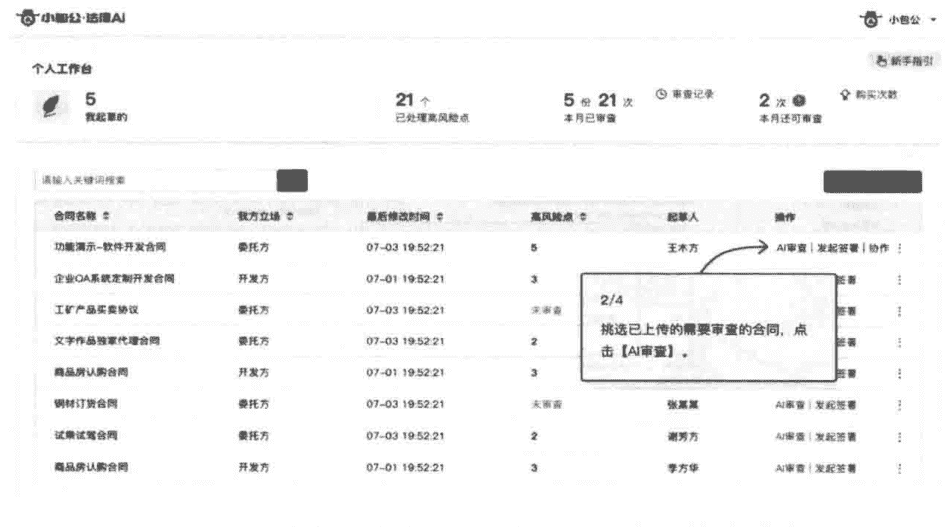 小包公·法律AI
小包公
新手指引
个人工作台
5
我起草的
21 个
已处理高风险点
5 份 21 次
本月已审查
审查记录
2 次
本月还可审查
购买次数
请输入关键词搜索
合同名称 我方立场 最后修改时间 高风险点 起草人 操作
功能演示-软件开发合同 委托方 07-03 19:52:21 5 王木方 AI审查 | 发起签署 | 协作
企业OA系统定制开发合同 开发方 07-01 19:52:21 3 签署
工矿产品买卖协议 委托方 07-03 19:52:21 未审查 签署
文字作品独家代理合同 委托方 07-03 19:52:21 2 签署
商品房认购合同 开发方 07-01 19:52:21 3 签署
2/4
挑选已上传的需要审查的合同，点
击【AI审查】。
钢材订货合同 委托方 07-03 19:52:21 未审查 张某某 AI审查 | 发起签署
试乘试驾合同 委托方 07-03 19:52:21 2 谢芳方 AI审查 | 发起签署
商品房认购合同 开发方 07-01 19:52:21 3 李方华 AI审查 | 发起签署